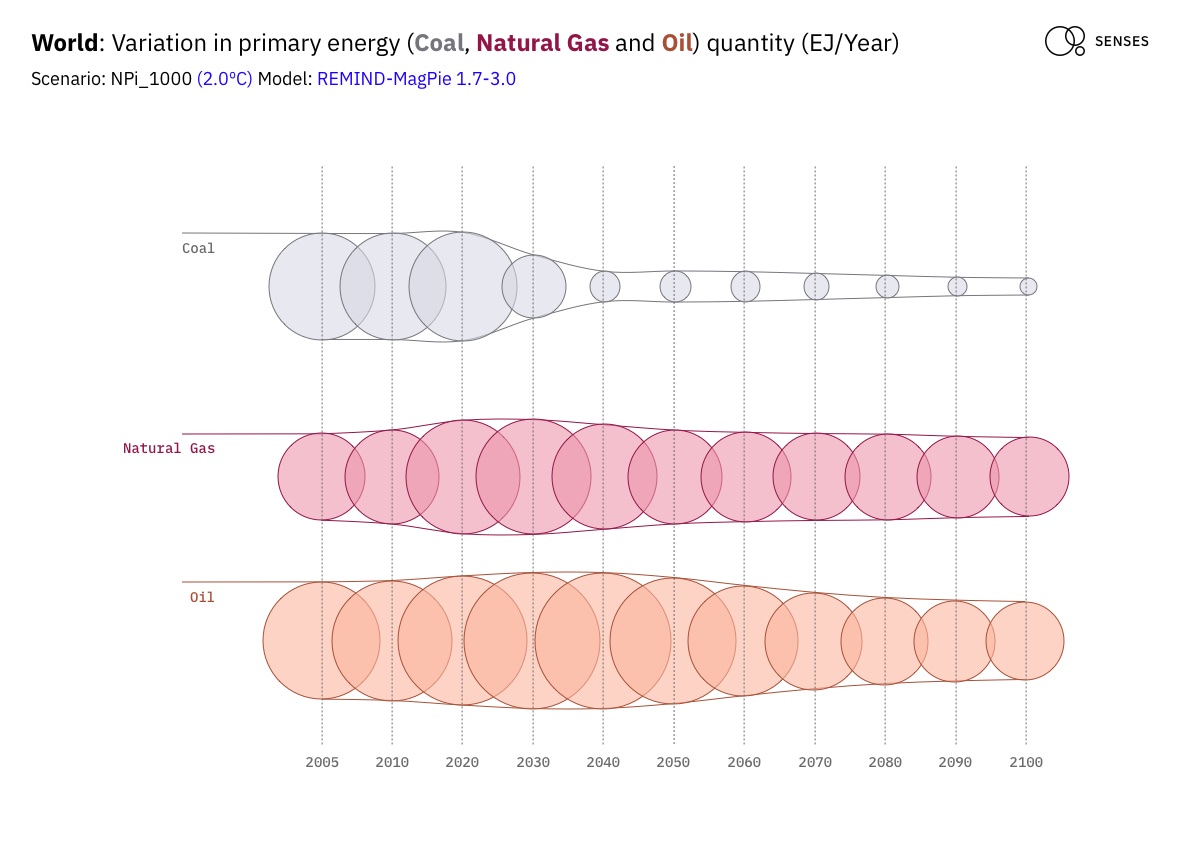 World: Variation in primary energy (Coal, Natural Gas and Oil) quantity (EJ/Year)
SENSES
Scenario: NPi_1000 (2.0ºC) Model: REMIND-MagPie 1.7-3.0
Coal
Natural Gas
Oil
2005 2010 2020 2030 2040 2050 2060 2070 2080 2090 2100